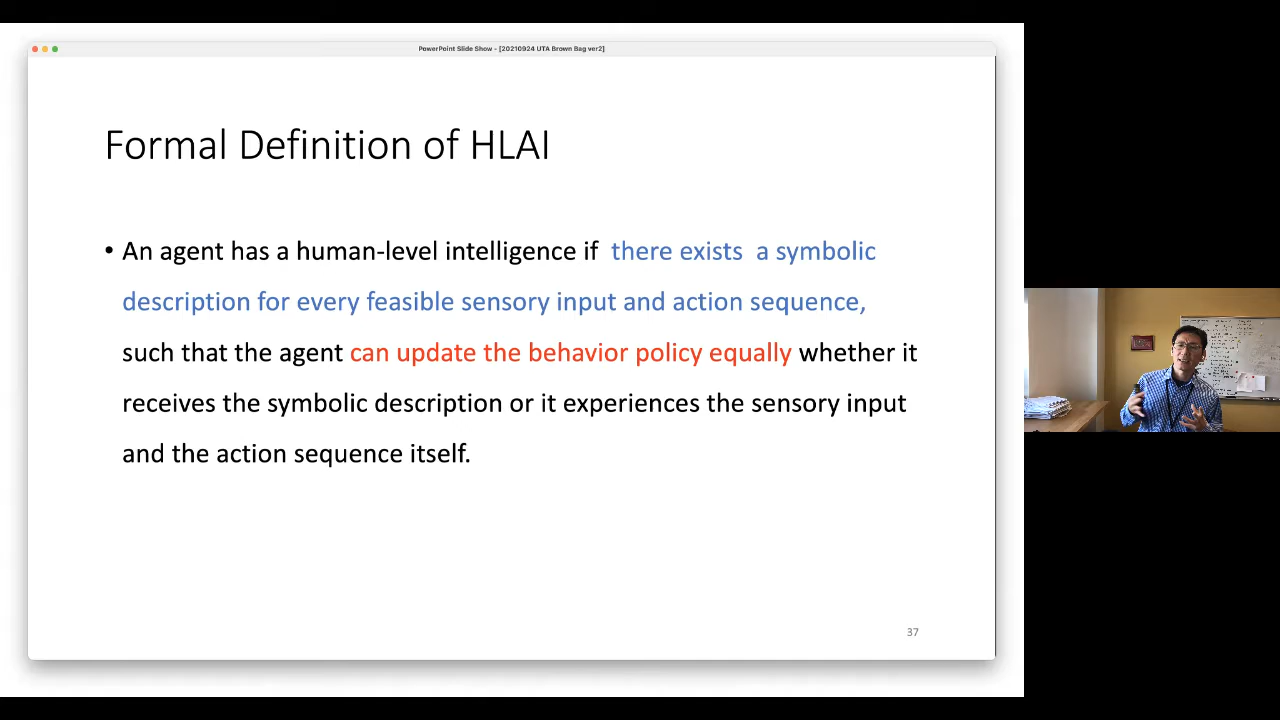 PowerPoint Slide Show - [20210924 UTA Brown Bag ver2]
Formal Definition of HLAI
• An agent has a human-level intelligence if there exists a symbolic
description for every feasible sensory input and action sequence,
such that the agent can update the behavior policy equally whether it
receives the symbolic description or it experiences the sensory input
and the action sequence itself.
37